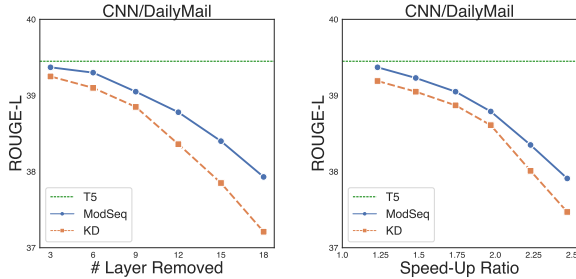 CNN/DailyMail
40
39
38
37
ROUGE-L
T5
ModSeq
KD
3 6 9 12 15 18
# Layer Removed
CNN/DailyMail
40
39
38
37
ROUGE-L
T5
ModSeq
KD
1.0 1.25 1.5 1.75 2.0 2.25 2.5
Speed-Up Ratio